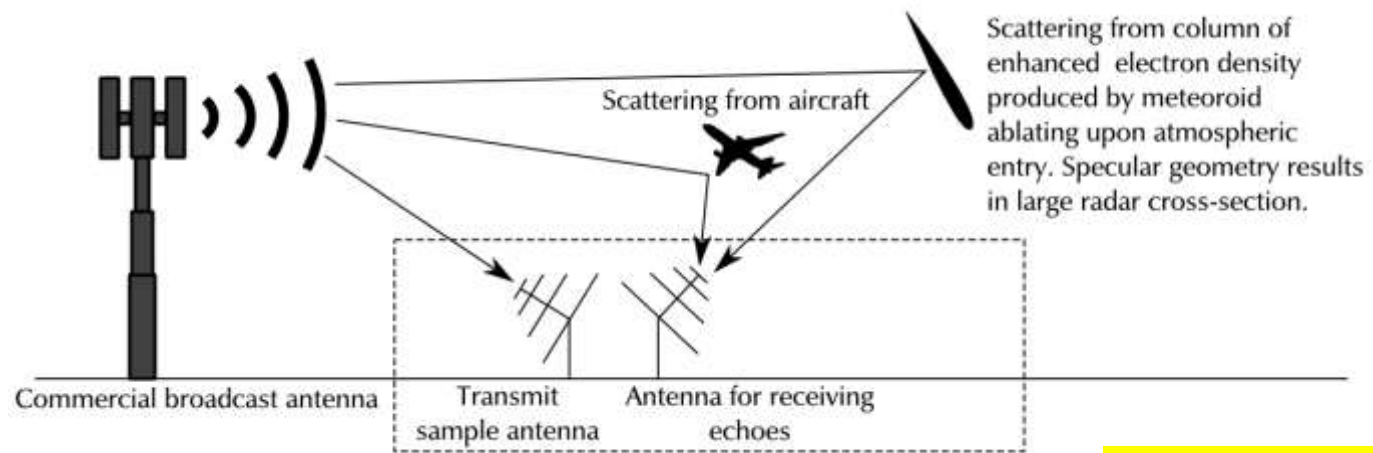 Scattering from column of
enhanced electron density
produced by meteoroid
ablating upon atmospheric
entry. Specular geometry results
in large radar cross-section.
Scattering from aircraft
Commercial broadcast antenna
Transmit
sample antenna
Antenna for receiving
echoes